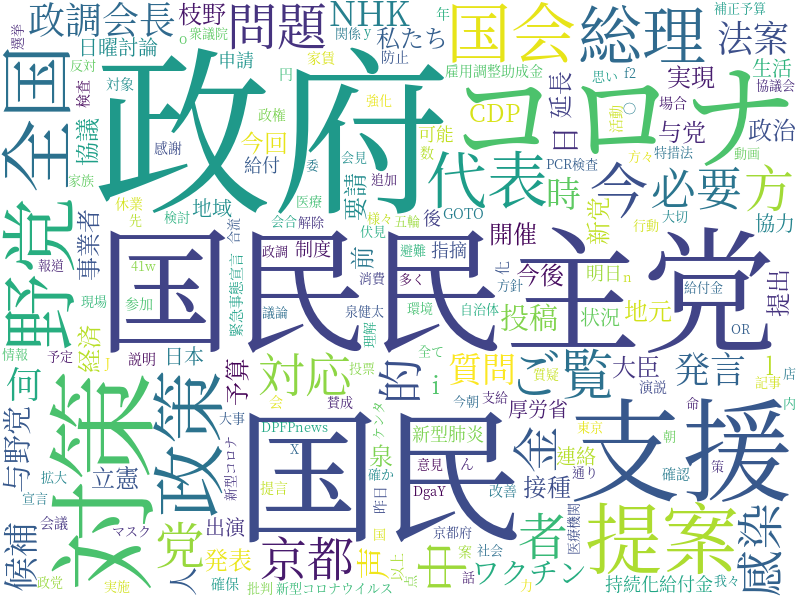 政調会長
枝野
NHK
関係
y
年
補正予算
選挙
衆議院
o
日曜討論
反対
検査
対象
申請
問題
私たち
家賃
円
防止
雇用調整助成金
国会
総理
法案
思い
f2
実現
生活
協議会
全国
政府
コロナ
協議
感謝
政権
今回
給付
強化
可能
数
CDP
延長
日
○
活動
場合
与党
政治
家族
委
会見
追加
医療
要請
代表
時
PCR検査
方々
特措法
動画
今
必要
方
野党
事業者
休業
先
検討
地域
会合
解除
様々
五輪
後
GOTO
新党
行動
大切
協力
報道
41w
合流
緊急事態宣言
伏見
政調
制度
前
避難
指摘
開催
化
方針
明日
n
提出
現場
参加
国民民主党
消費
多く
今後
給付金
議論
泉健太
理解
環境
自治体
投稿
状況
地元
OR
情報
予定
J
経済
説明
日本
予算
全て
投票
的
質問
ご覧
大臣
発言
l
店
何
対策
政策
大事
会
賛成
対応
i
質疑
演説
記事
内
与野党
今朝
支給
厚労省
東京
命
朝
支援
DPFPnews
X
ケンタ
新型肺炎
金
連絡
確認
策
通り
拡大
立憲
新型コロナ
国民
確か
泉
意見
ん
宣言
提言
昨日
DgaY
改善
接種
医療機関
提案
感染
候補
会議
マスク
出演
党
発表
京都
声
国
以上
点
京都府
中
案
話
社会
者
ワクチン
力
持続化給付金
我々
政党
実施
人
確保
批判
新型コロナウイルス